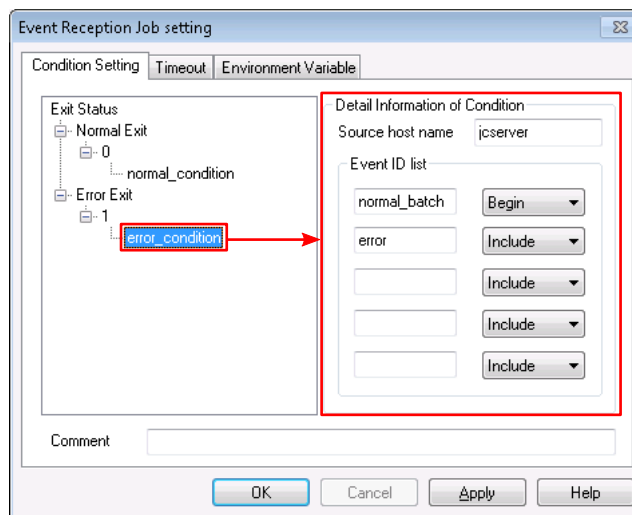 Event Reception Job setting
Condition Setting Timeout Environment Variable
Exit Status
Normal Exit
0
normal_condition
Error Exit
1
error_condition
Detail Information of Condition
Source host name jcserver
Event ID list
normal_batch Begin
error Include
Include
Include
Include
Comment
OK Cancel Apply Help